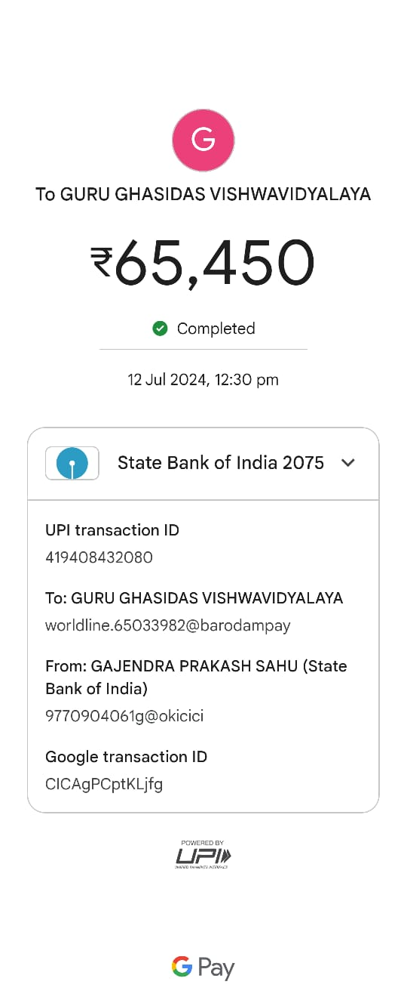 G
To GURU GHASIDAS VISHWAVIDYALAYA
₹65,450
Completed
12 Jul 2024, 12:30 pm
State Bank of India 2075
UPI transaction ID
419408432080
To: GURU GHASIDAS VISHWAVIDYALAYA
worldline.65033982@barodampay
From: GAJENDRA PRAKASH SAHU (State
Bank of India)
9770904061g@okicici
Google transaction ID
CICAgPCptKLjfg
POWERED BY
UPI
UNIFIED PAYMENTS INTERFACE
G Pay